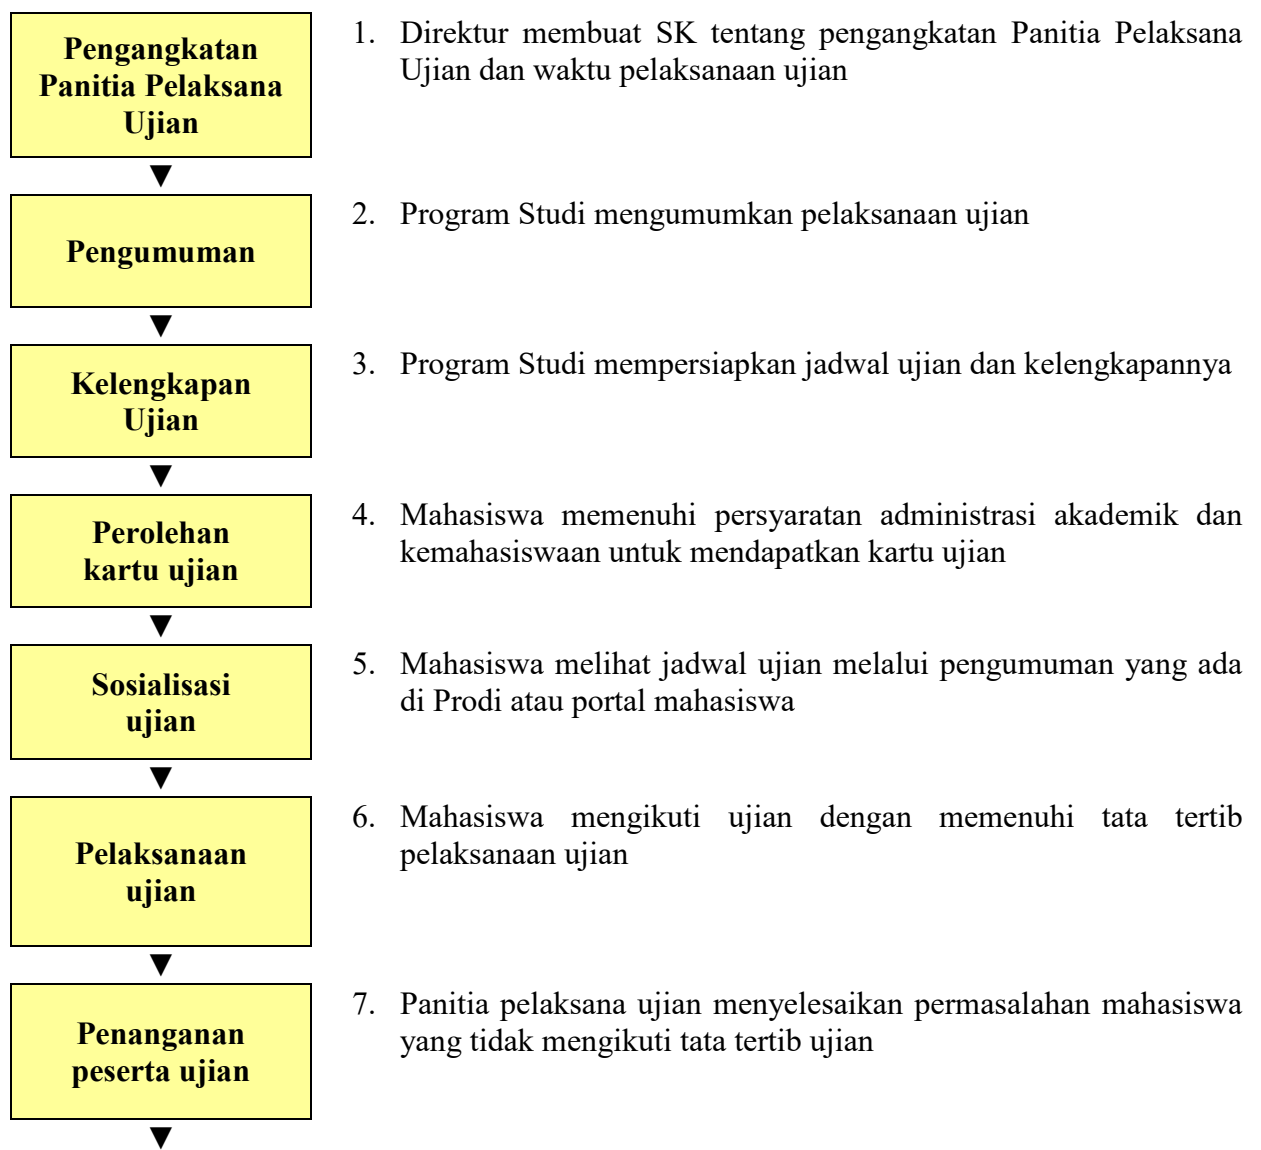 Pengangkatan
Panitia Pelaksana
Ujian
1. Direktur membuat SK tentang pengangkatan Panitia Pelaksana
Ujian dan waktu pelaksanaan ujian
Pengumuman
2. Program Studi mengumumkan pelaksanaan ujian
Kelengkapan
Ujian
3. Program Studi mempersiapkan jadwal ujian dan kelengkapannya
Perolehan
kartu ujian
4. Mahasiswa memenuhi persyaratan administrasi akademik dan
kemahasiswaan untuk mendapatkan kartu ujian
Sosialisasi
ujian
5. Mahasiswa melihat jadwal ujian melalui pengumuman yang ada
di Prodi atau portal mahasiswa
Pelaksanaan
ujian
6. Mahasiswa mengikuti ujian dengan memenuhi tata tertib
pelaksanaan ujian
Penanganan
peserta ujian
7. Panitia pelaksana ujian menyelesaikan permasalahan mahasiswa
yang tidak mengikuti tata tertib ujian